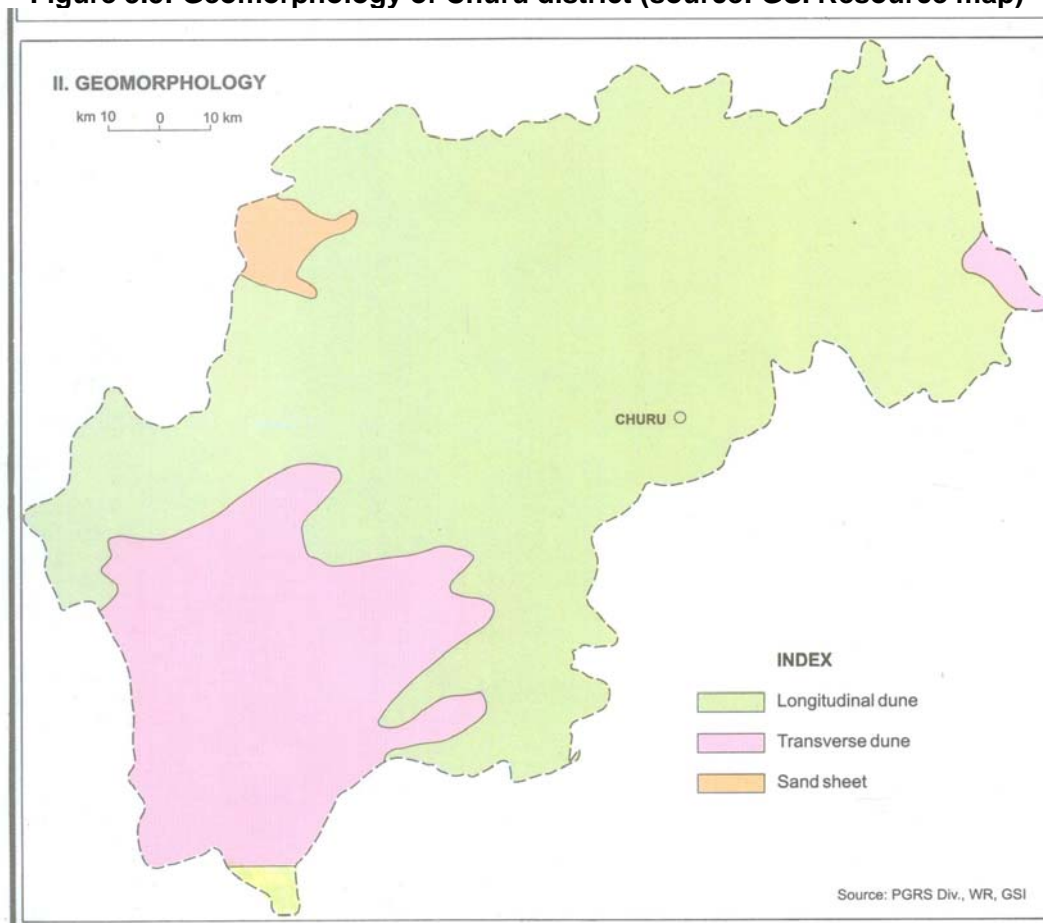 Figure 3.3: Geomorphology of Churu district (source: GSI Resource map)
II. GEOMORPHOLOGY
km 10 0 10 km
CHURU
INDEX
Longitudinal dune
Transverse dune
Sand sheet
Source: PGRS Div., WR, GSI